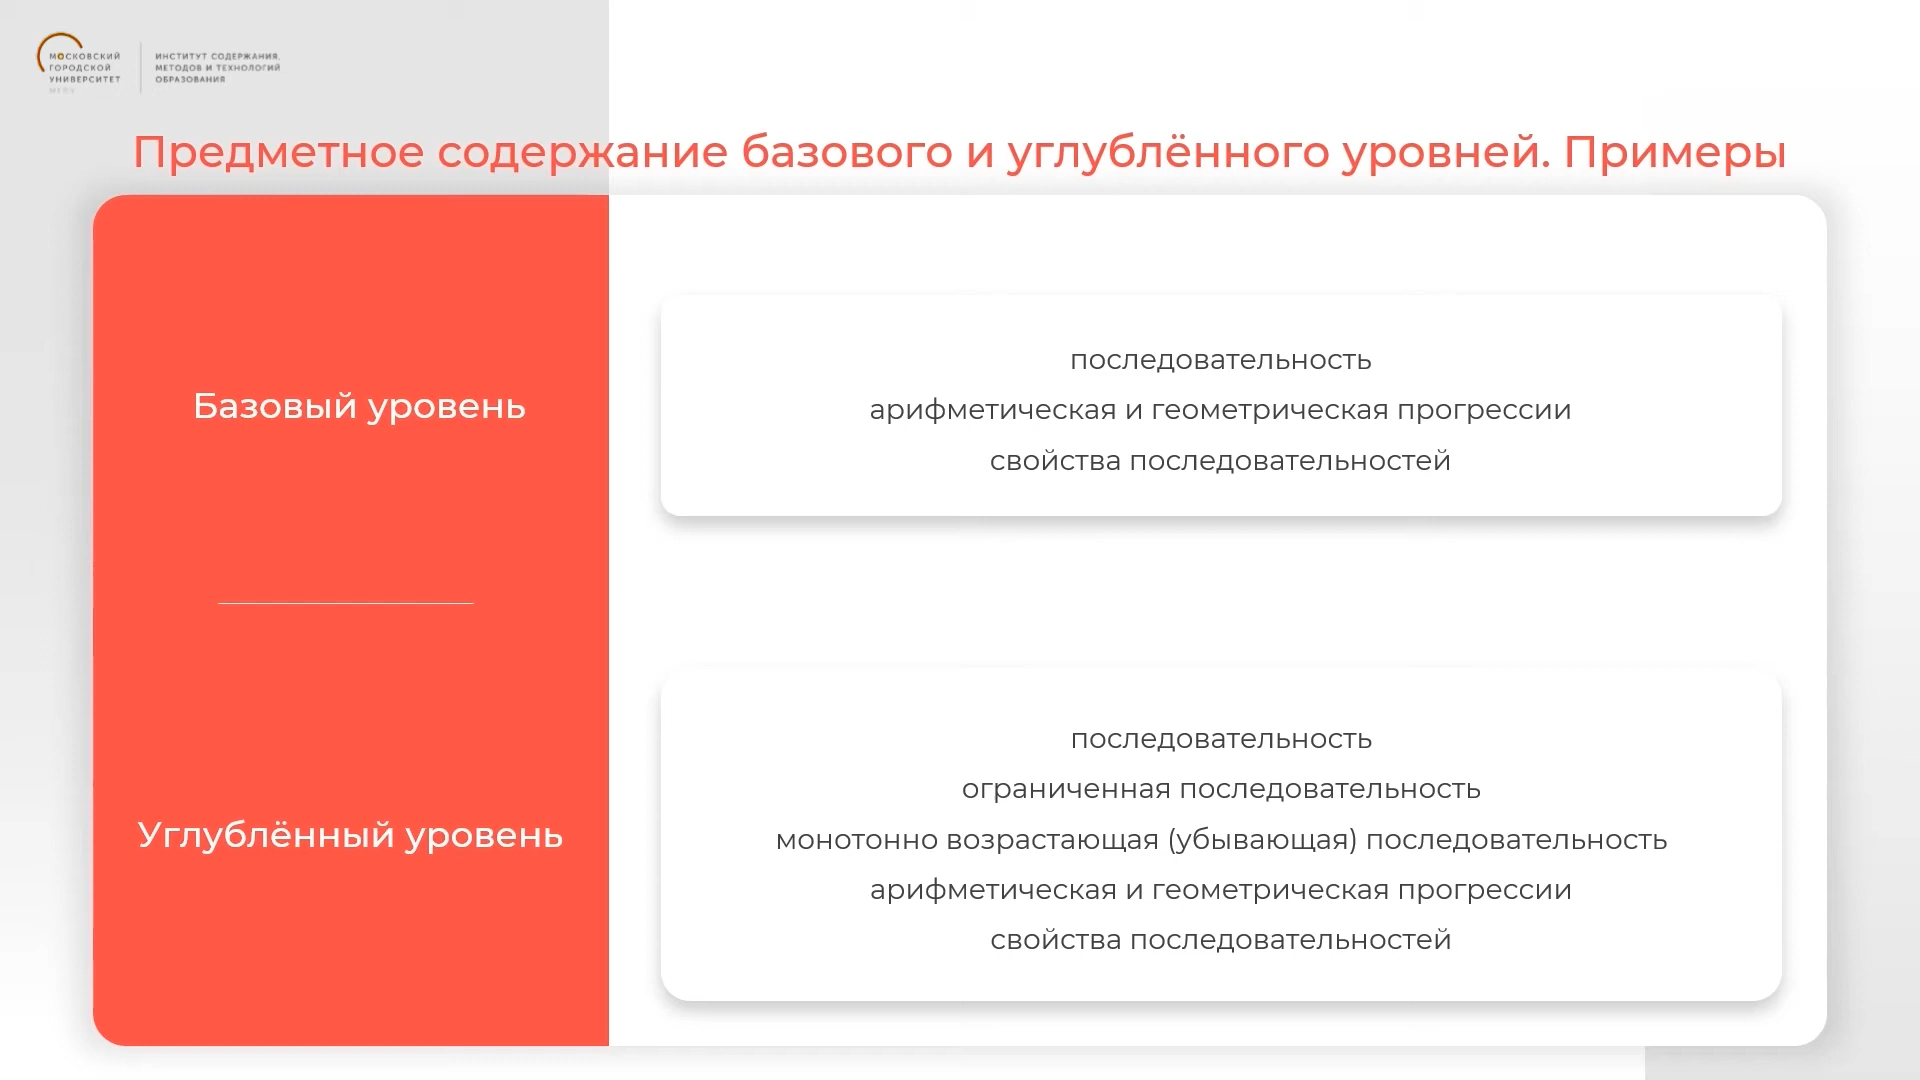 МОСКОВСКИЙ
ГОРОДСКОЙ
УНИВЕРСИТЕТ
ИНСТИТУТ СОДЕРЖАНИЯ,
МЕТОДОВ И ТЕХНОЛОГИЙ
ОБРАЗОВАНИЯ
Предметное содержание базового и углублённого уровней. Примеры
Базовый уровень
последовательность
арифметическая и геометрическая прогрессии
свойства последовательностей
Углублённый уровень
последовательность
ограниченная последовательность
монотонно возрастающая (убывающая) последовательность
арифметическая и геометрическая прогрессии
свойства последовательностей